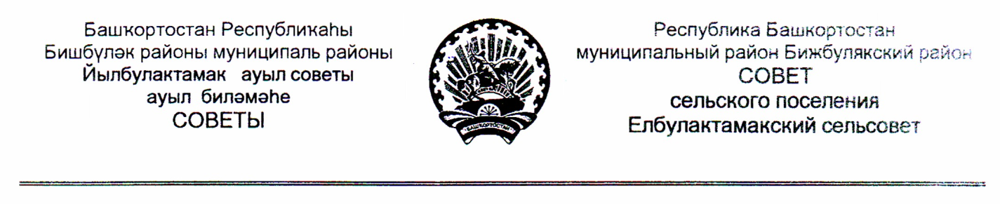 Башҡортостан Республикаһы
Бишбүләк районы муниципаль районы
Йылбулактамак ауыл советы
ауыл биләмәһе
СОВЕТЫ
БАШКОРТОСТАН
Республика Башкортостан
муниципальный район Бижбулякский район
СОВЕТ
сельского поселения
Елбулактамакский сельсовет